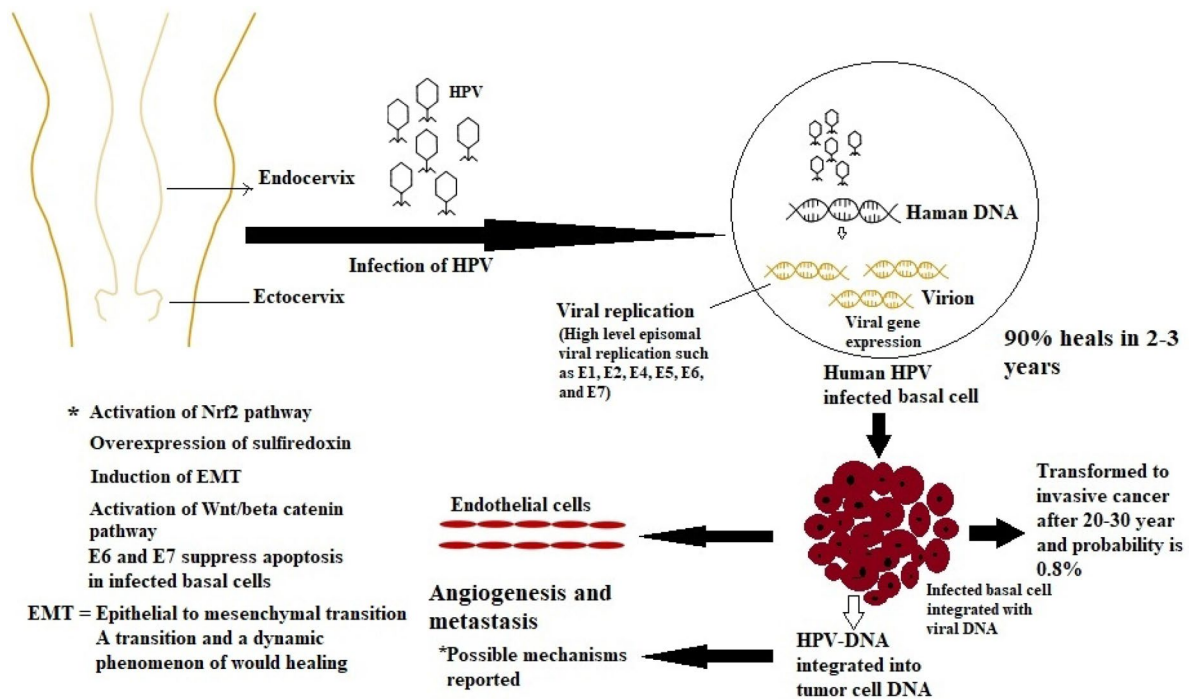 HPV
Endocervix
Infection of HPV
Ectocervix
Haman DNA
Virion
Viral gene
expression
Viral replication
(High level episomal
viral replication such
as E1, E2, E4, E5, E6,
and E7)
90% heals in 2-3
years
Human HPV
infected basal cell
* Activation of Nrf2 pathway
Overexpression of sulfiredoxin
Induction of EMT
Activation of Wnt/beta catenin
pathway
E6 and E7 suppress apoptosis
in infected basal cells
EMT = Epithelial to mesenchymal transition
A transition and a dynamic
phenomenon of would healing
Endothelial cells
Angiogenesis and
metastasis
*Possible mechanisms
reported
Transformed to
invasive cancer
after 20-30 year
and probability is
0.8%
Infected basal cell
integrated with
viral DNA
HPV-DNA
integrated into
tumor cell DNA